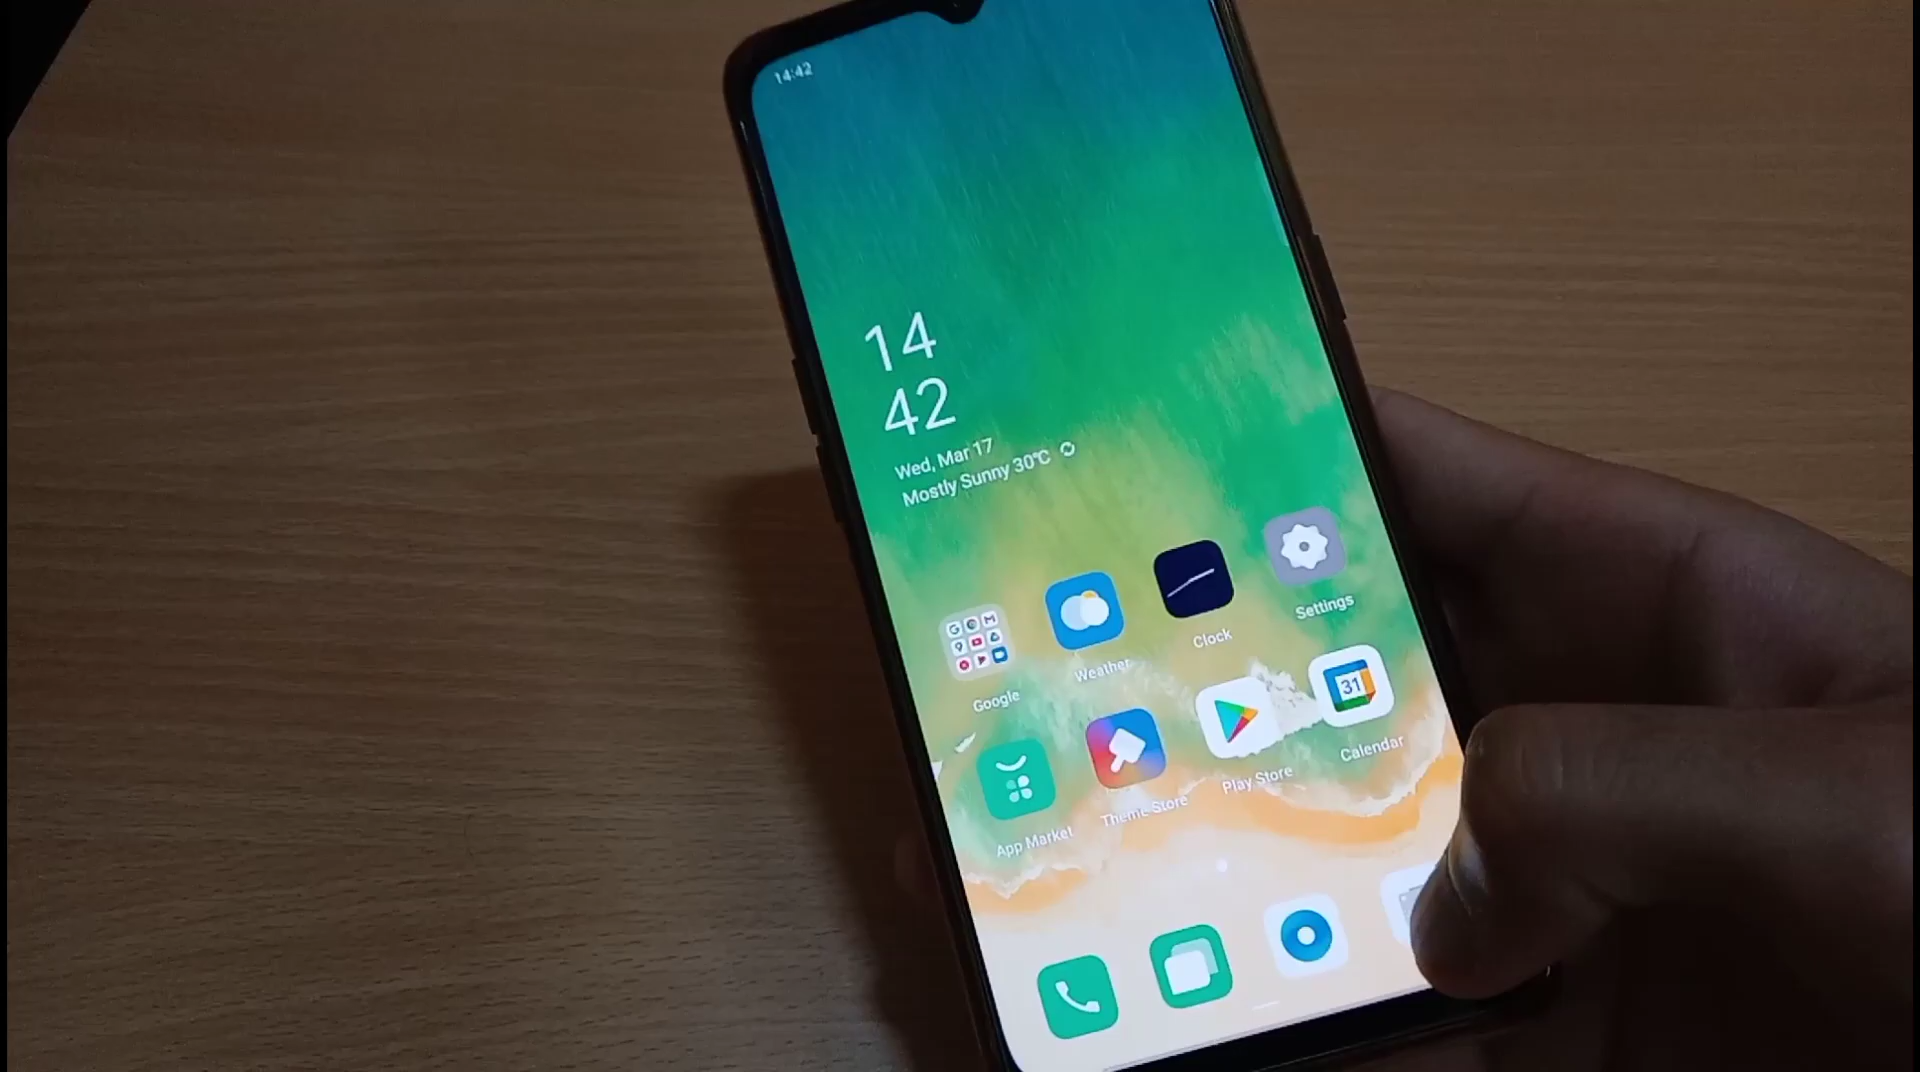 14:42
14
42
Wed, Mar 17
Mostly Sunny 30℃
Google
Weather
Clock
Settings
31
App Market
Theme Store
Play Store
Calendar